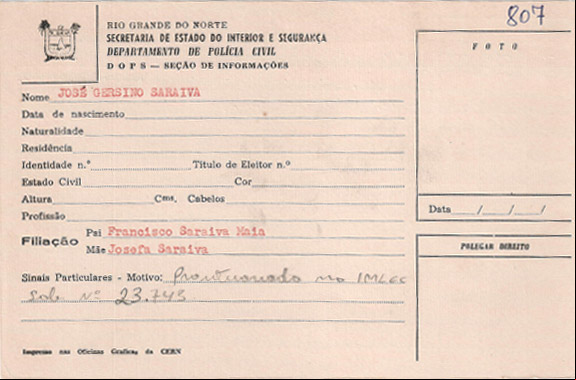 807
RIO GRANDE DO NORTE
SECRETARIA DE ESTADO DO INTERIOR E SEGURANÇA
DEPARTAMENTO DE POLÍCIA CIVIL
DOPS — SEÇÃO DE INFORMAÇÕES
FOTO
Nome JOSÉ GERSINO SARAIVA
Data de nascimento
Naturalidade
Residência
Identidade n.° Título de Eleitor n.°
Estado Civil Cor
Altura Cms. Cabelos
Profissão
Data / / /
Filiação
Pai Francisco Saraiva Maia
Mãe Josefa Saraiva
POLEGAR DIREITO
Sinais Particulares - Motivo: Prontuariado no IMLEC
sob Nº 23.745
Impresso nas Oficinas Graficas da CERN